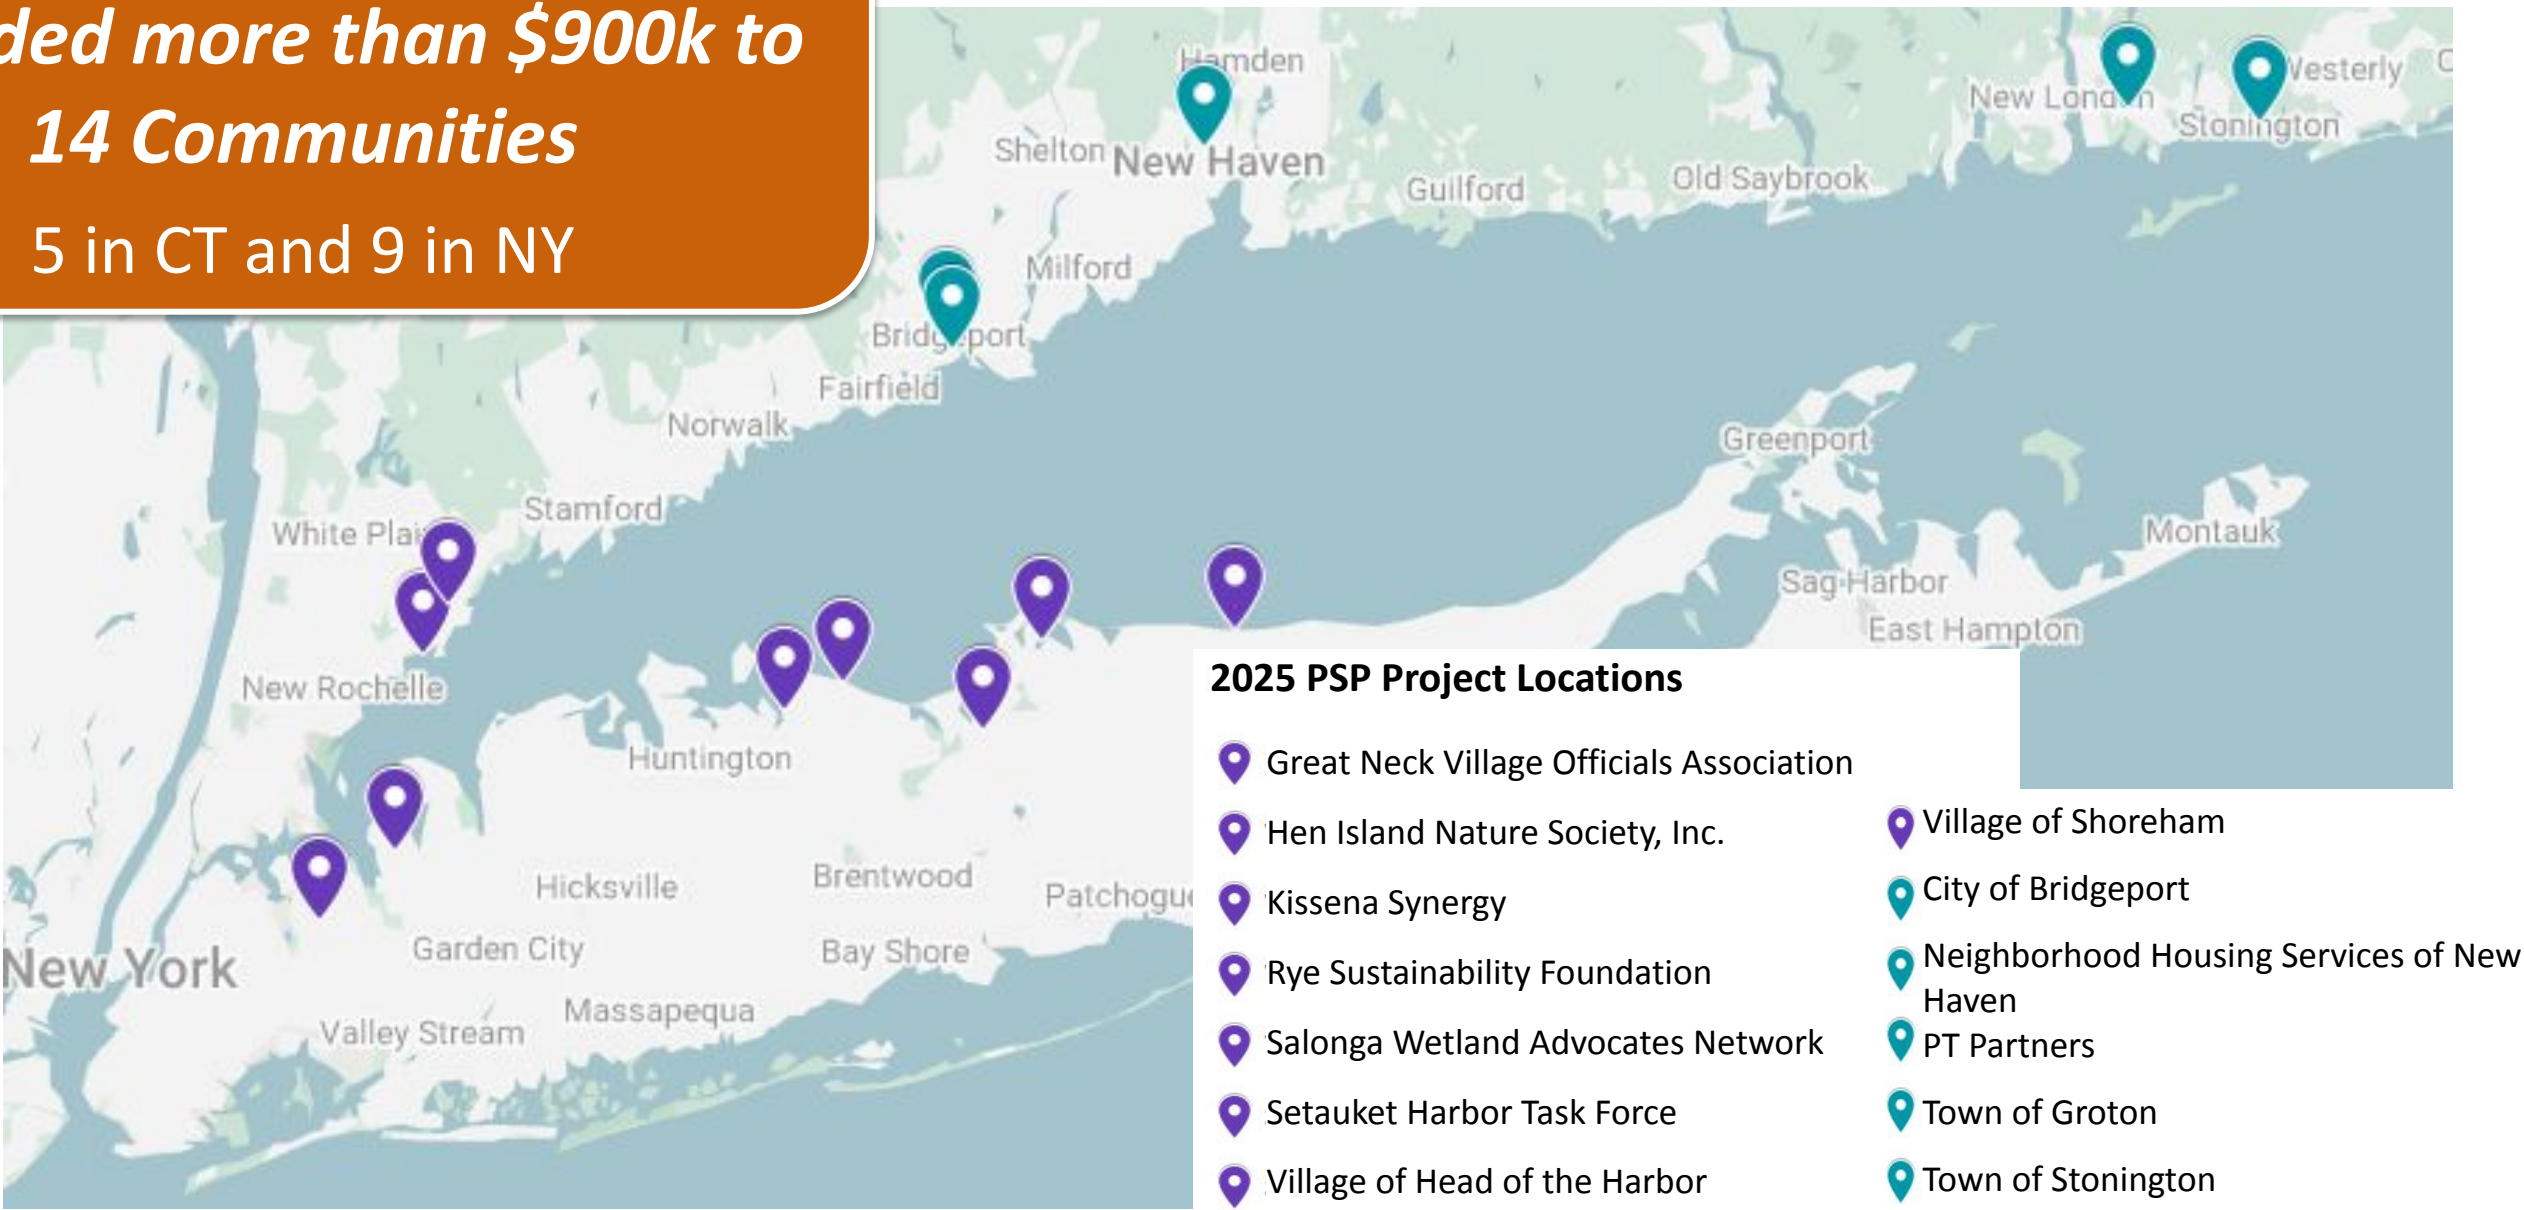 ded more than $900k to
14 Communities
5 in CT and 9 in NY
Hamden
Westerly
New London
Stonington
Shelton
New Haven
Guilford
Old Saybrook
Milford
Bridgeport
Fairfield
Norwalk
Greenport
Stamford
White Plai
Montauk
Sag Harbor
East Hampton
New Rochelle
Huntington
Hicksville
Brentwood
Patchogue
New York
Garden City
Bay Shore
Massapequa
Valley Stream
2025 PSP Project Locations
Great Neck Village Officials Association
Hen Island Nature Society, Inc.
Kissena Synergy
Rye Sustainability Foundation
Salonga Wetland Advocates Network
Setauket Harbor Task Force
Village of Head of the Harbor
Village of Shoreham
City of Bridgeport
Neighborhood Housing Services of New
Haven
PT Partners
Town of Groton
Town of Stonington